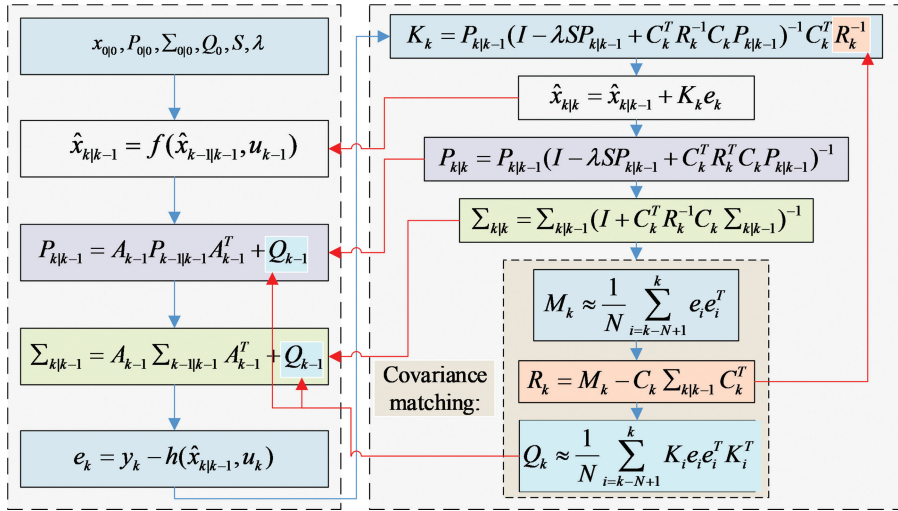 x_{0|0}, P_{0|0}, Σ_{0|0}, Q_0, S, λ
x̂_{k|k-1} = f(x̂_{k-1|k-1}, u_{k-1})
P_{k|k-1} = A_{k-1}P_{k-1|k-1}A_{k-1}^T + Q_{k-1}
Σ_{k|k-1} = A_{k-1} Σ_{k-1|k-1} A_{k-1}^T + Q_{k-1}
e_k = y_k − h(x̂_{k|k-1}, u_k)
K_k = P_{k|k-1}(I − λSP_{k|k-1} + C_k^T R_k^{-1} C_k P_{k|k-1})^{-1} C_k^T R_k^{-1}
x̂_{k|k} = x̂_{k|k-1} + K_k e_k
P_{k|k} = P_{k|k-1}(I − λSP_{k|k-1} + C_k^T R_k^T C_k P_{k|k-1})^{-1}
Σ_{k|k} = Σ_{k|k-1}(I + C_k^T R_k^{-1} C_k Σ_{k|k-1})^{-1}
Covariance
matching:
M_k ≈ \frac{1}{N} \sum_{i=k-N+1}^{k} e_i e_i^T
R_k = M_k − C_k Σ_{k|k-1} C_k^T
Q_k ≈ \frac{1}{N} \sum_{i=k-N+1}^{k} K_i e_i e_i^T K_i^T